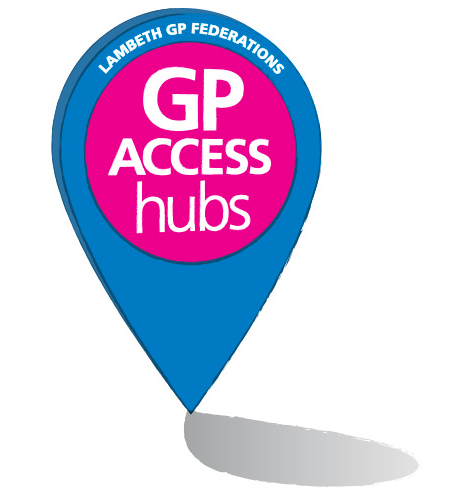 LAMBETH GP FEDERATIONS
GP
ACCESS
hubs